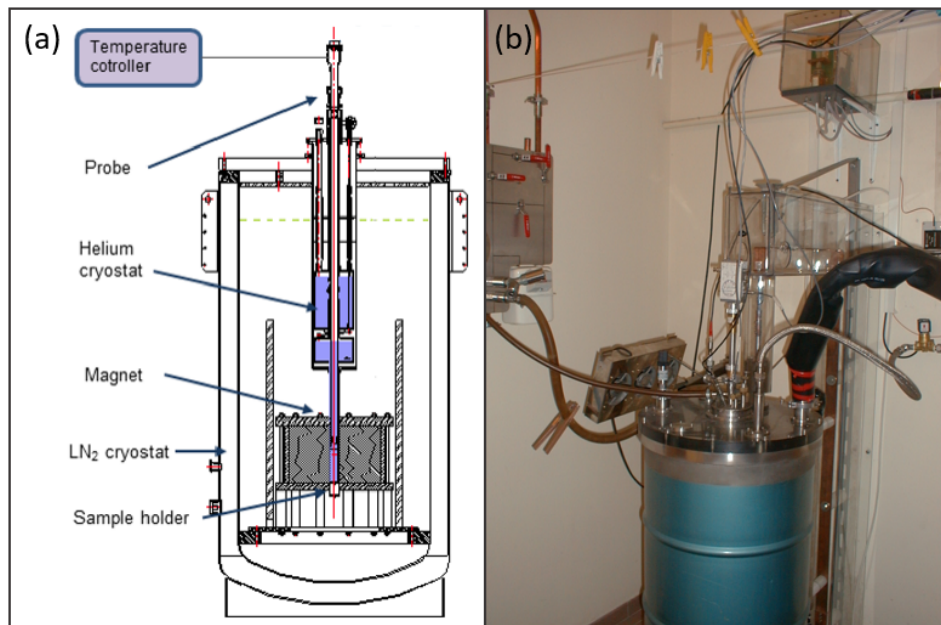 (a)
Temperature
cotroller
Probe
Helium
cryostat
Magnet
LN₂ cryostat
Sample holder
(b)